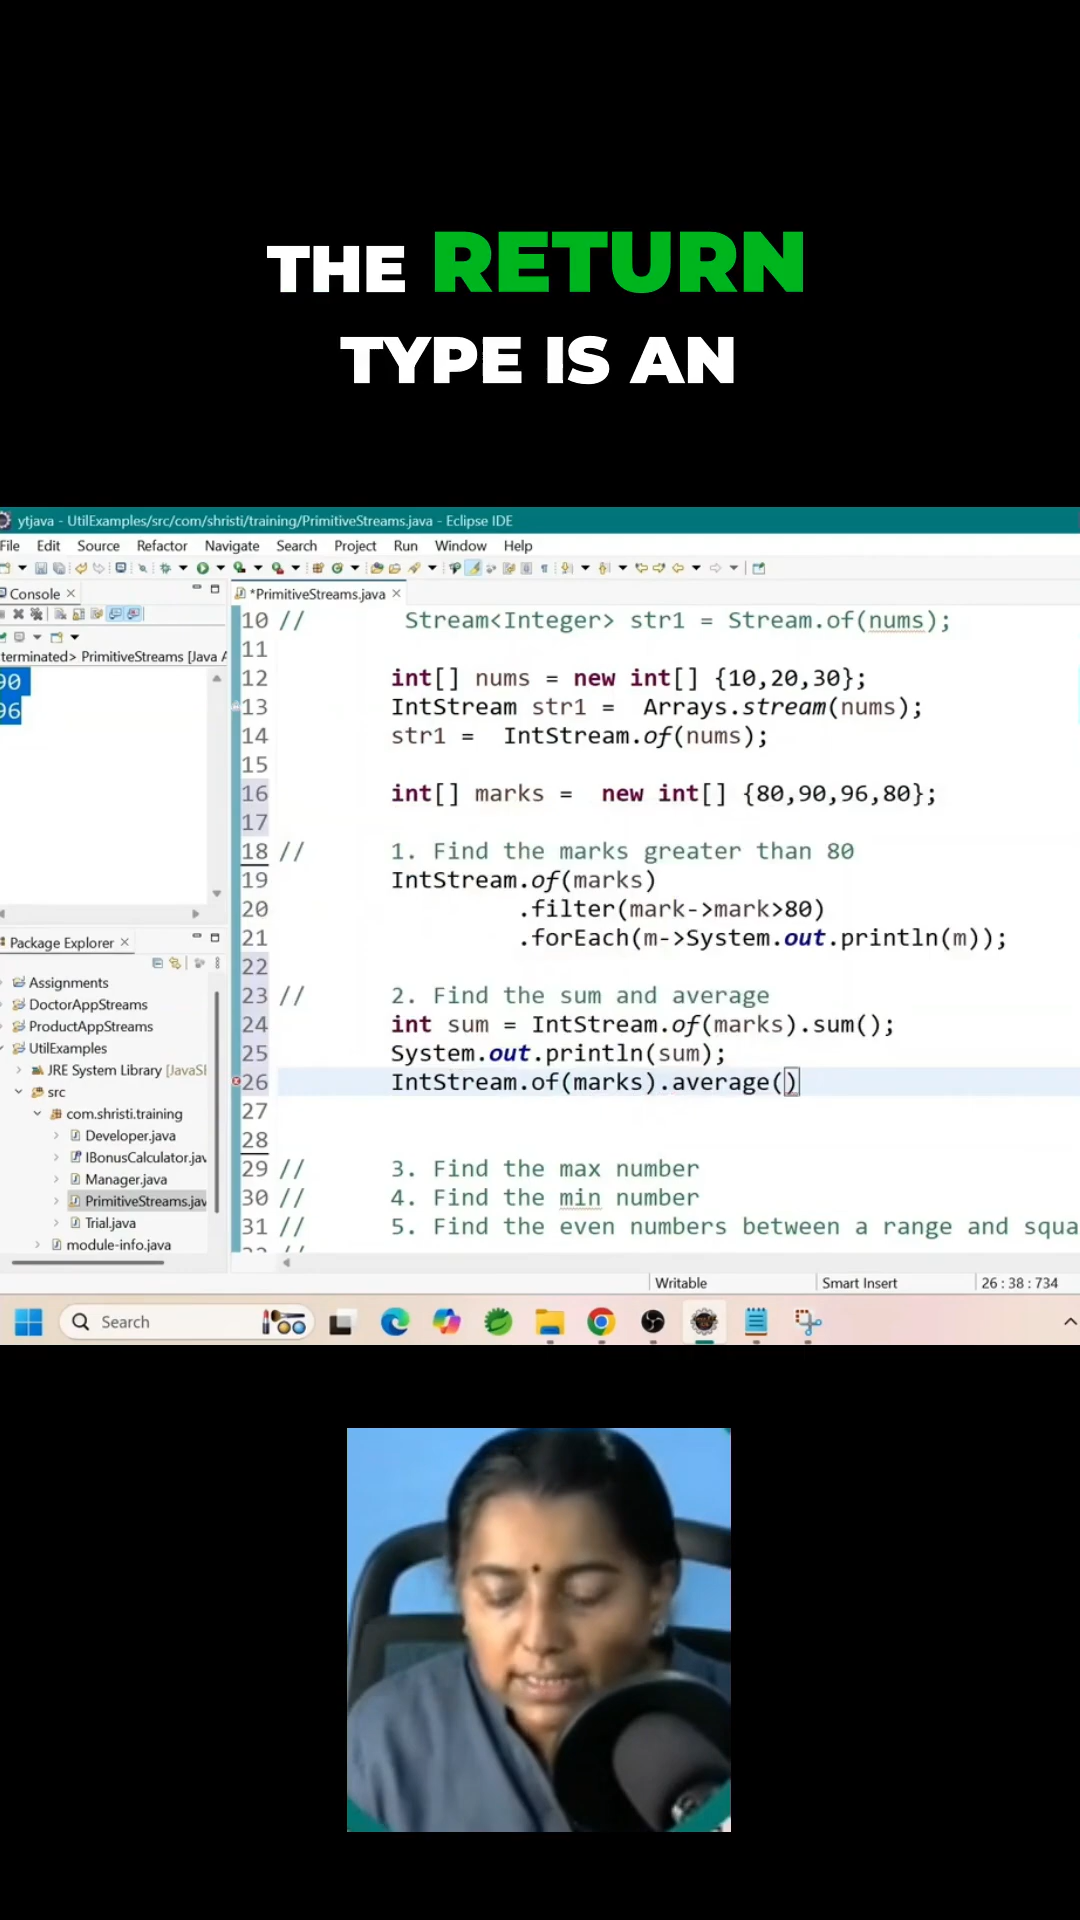 THE RETURN
TYPE IS AN
ytjava - UtilExamples/src/com/shristi/training/PrimitiveStreams.java - Eclipse IDE
File Edit Source Refactor Navigate Search Project Run Window Help
Console
*PrimitiveStreams.java
terminated> PrimitiveStreams [Java A
90
96
10 // Stream<Integer> str1 = Stream.of(nums);
11
12 int[] nums = new int[] {10,20,30};
13 IntStream str1 = Arrays.stream(nums);
14 str1 = IntStream.of(nums);
15
16 int[] marks = new int[] {80,90,96,80};
17
18 // 1. Find the marks greater than 80
19 IntStream.of(marks)
20 .filter(mark->mark>80)
21 .forEach(m->System.out.println(m));
22
23 // 2. Find the sum and average
24 int sum = IntStream.of(marks).sum();
25 System.out.println(sum);
26 IntStream.of(marks).average()
27
28
29 // 3. Find the max number
30 // 4. Find the min number
31 // 5. Find the even numbers between a range and squa
Package Explorer
Assignments
DoctorAppStreams
ProductAppStreams
UtilExamples
JRE System Library [JavaSI
src
com.shristi.training
Developer.java
IBonusCalculator.jav
Manager.java
PrimitiveStreams.jav
Trial.java
module-info.java
Writable Smart Insert 26 : 38 : 734
Search